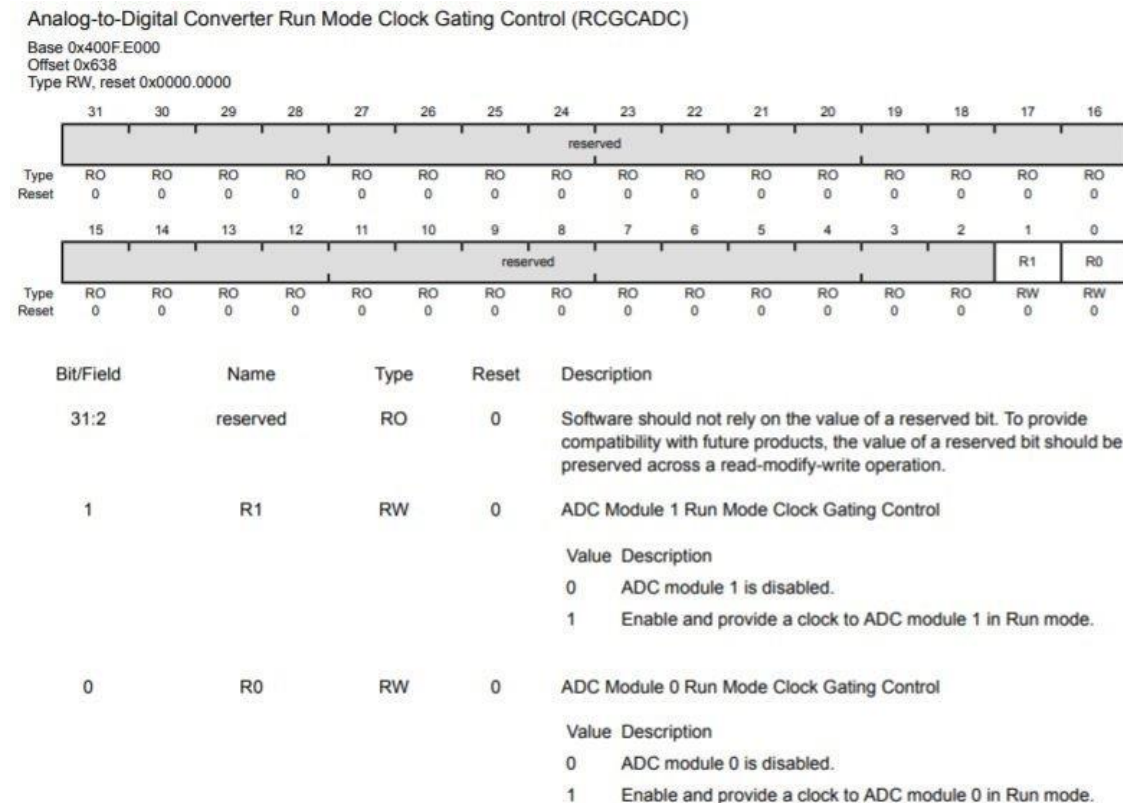 Analog-to-Digital Converter Run Mode Clock Gating Control (RCGCADC)
Base 0x400F.E000
Offset 0x638
Type RW, reset 0x0000.0000
31 30 29 28 27 26 25 24 23 22 21 20 19 18 17 16
reserved
Type RO RO RO RO RO RO RO RO RO RO RO RO RO RO RO RO
Reset 0 0 0 0 0 0 0 0 0 0 0 0 0 0 0 0
15 14 13 12 11 10 9 8 7 6 5 4 3 2 1 0
reserved R1 R0
Type RO RO RO RO RO RO RO RO RO RO RO RO RO RO RW RW
Reset 0 0 0 0 0 0 0 0 0 0 0 0 0 0 0 0
Bit/Field Name Type Reset Description
31:2 reserved RO 0 Software should not rely on the value of a reserved bit. To provide
compatibility with future products, the value of a reserved bit should be
preserved across a read-modify-write operation.
1 R1 RW 0 ADC Module 1 Run Mode Clock Gating Control
Value Description
0 ADC module 1 is disabled.
1 Enable and provide a clock to ADC module 1 in Run mode.
0 R0 RW 0 ADC Module 0 Run Mode Clock Gating Control
Value Description
0 ADC module 0 is disabled.
1 Enable and provide a clock to ADC module 0 in Run mode.